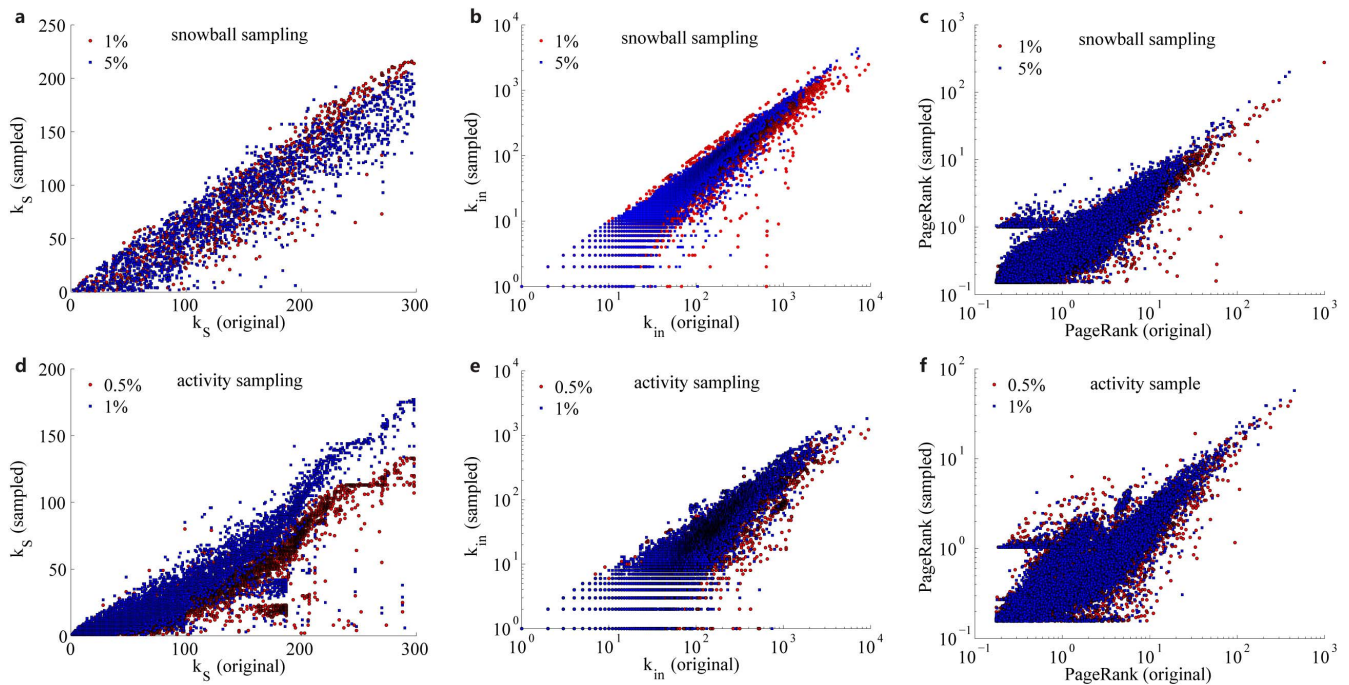 a
snowball sampling
1%
5%
250
200
150
100
50
0
0
100
200
300
k_S (sampled)
k_S (original)
b
snowball sampling
1%
5%
10^4
10^3
10^2
10^1
10^0
10^0
10^1
10^2
10^3
10^4
k_in (sampled)
k_in (original)
c
snowball sampling
1%
5%
10^3
10^2
10^1
10^0
10^-1
10^-1
10^0
10^1
10^2
10^3
PageRank (sampled)
PageRank (original)
d
activity sampling
0.5%
1%
200
150
100
50
0
0
100
200
300
k_S (sampled)
k_S (original)
e
activity sampling
0.5%
1%
10^4
10^3
10^2
10^1
10^0
10^0
10^1
10^2
10^3
10^4
k_in (sampled)
k_in (original)
f
activity sample
0.5%
1%
10^2
10^1
10^0
10^-1
10^-1
10^0
10^1
10^2
10^3
PageRank (sampled)
PageRank (original)